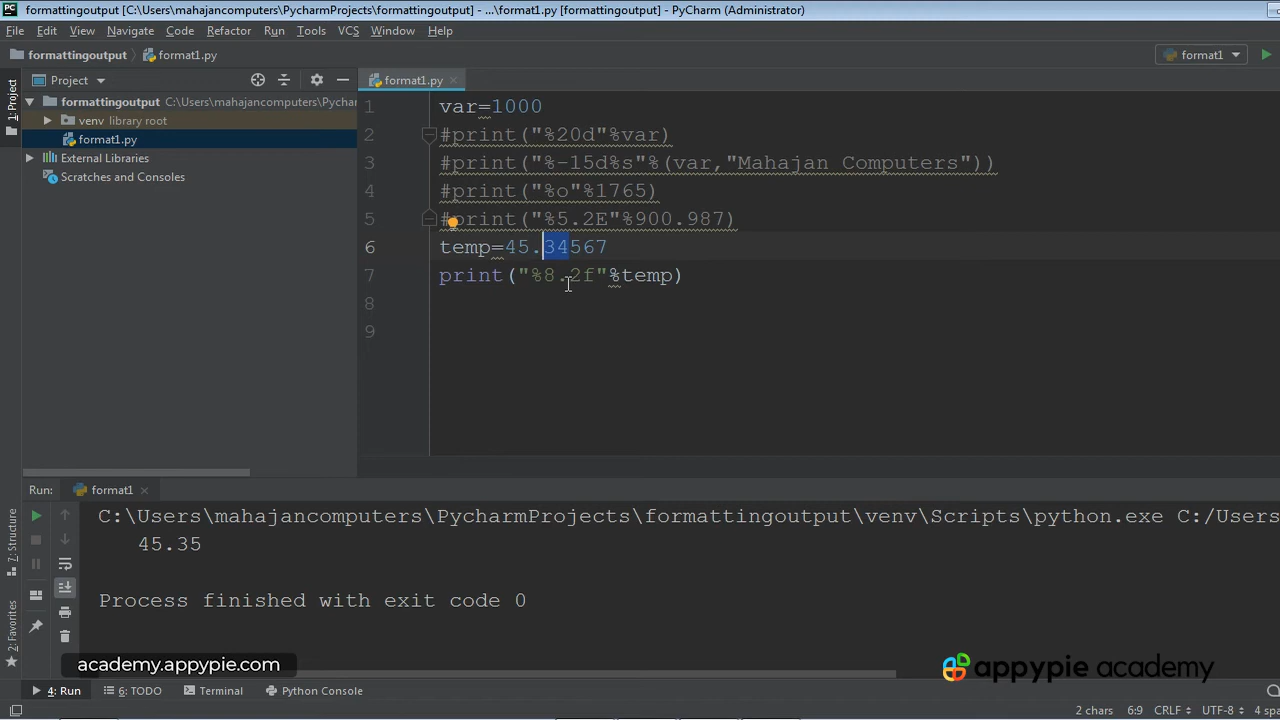 formattingoutput [C:\Users\mahajancomputers\PycharmProjects\formattingoutput] - ...\format1.py [formattingoutput] - PyCharm (Administrator)
File Edit View Navigate Code Refactor Run Tools VCS Window Help
formattingoutput format1.py format1
1: Project Project format1.py
formattingoutput C:\Users\mahajancomputers\Pychar
venv library root
format1.py
External Libraries
Scratches and Consoles
1 var=1000
2 #print("%20d"%var)
3 #print("%-15d%s"%(var,"Mahajan Computers"))
4 #print("%o"%1765)
5 #print("%5.2E"%900.987)
6 temp=45.34567
7 print("%8.2f"%temp)
8
9
Run: format1
C:\Users\mahajancomputers\PycharmProjects\formattingoutput\venv\Scripts\python.exe C:/Users
45.35
Process finished with exit code 0
7: Structure
2: Favorites
academy.appypie.com
appypie academy
4: Run 6: TODO Terminal Python Console
2 chars 6:9 CRLF UTF-8 4 spa